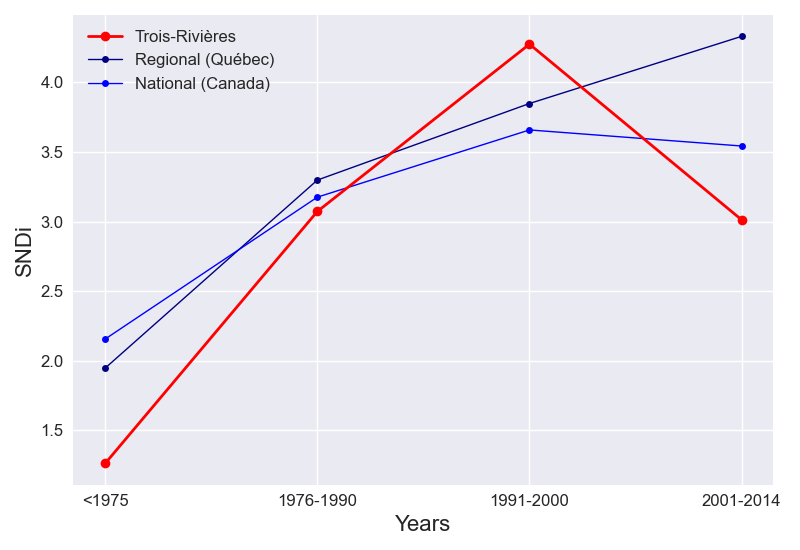 Trois-Rivières
Regional (Québec)
National (Canada)
4.0
3.5
3.0
2.5
2.0
1.5
SNDi
<1975
1976-1990
1991-2000
2001-2014
Years